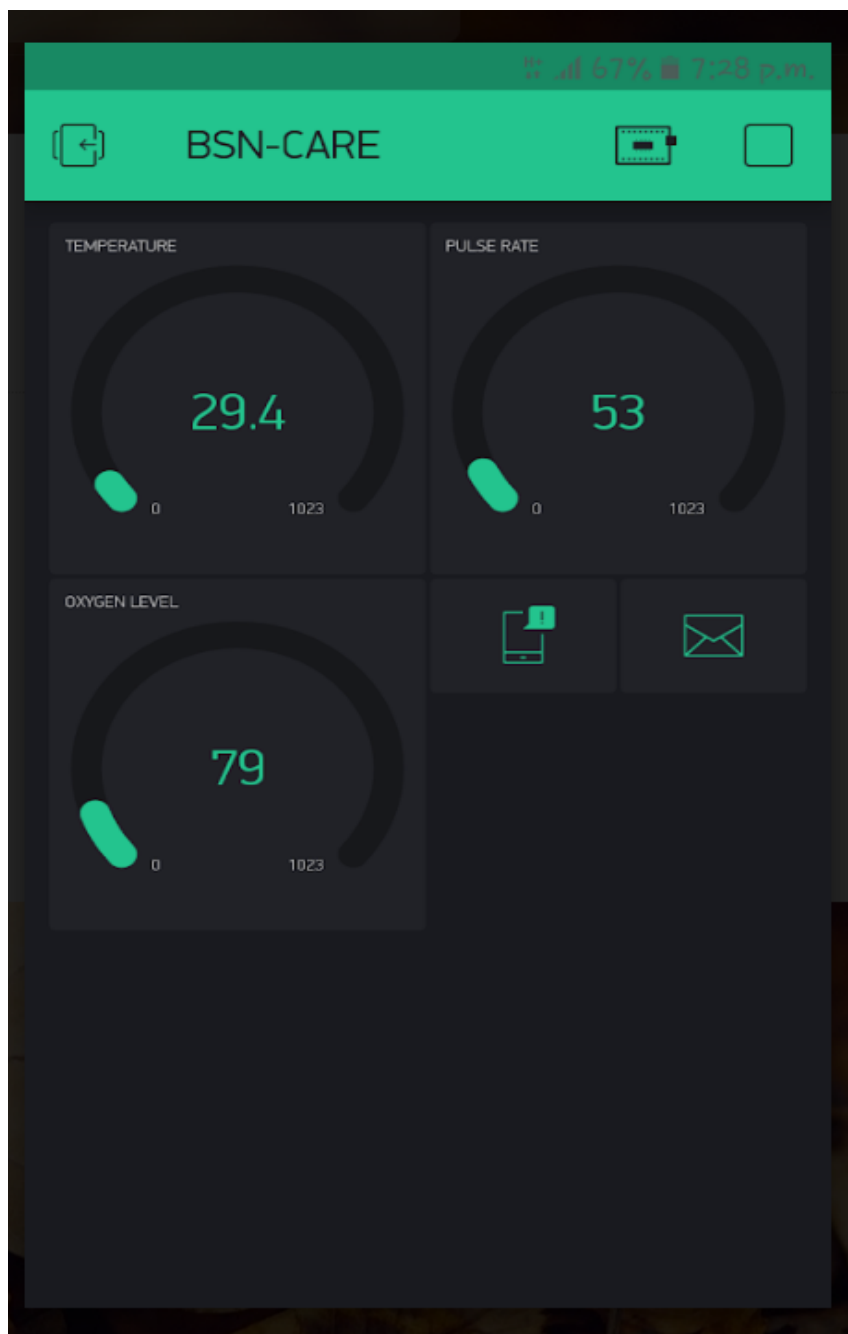 67% 7:28 p.m.
BSN-CARE
TEMPERATURE
29.4
0 1023
PULSE RATE
53
0 1023
OXYGEN LEVEL
79
0 1023
!